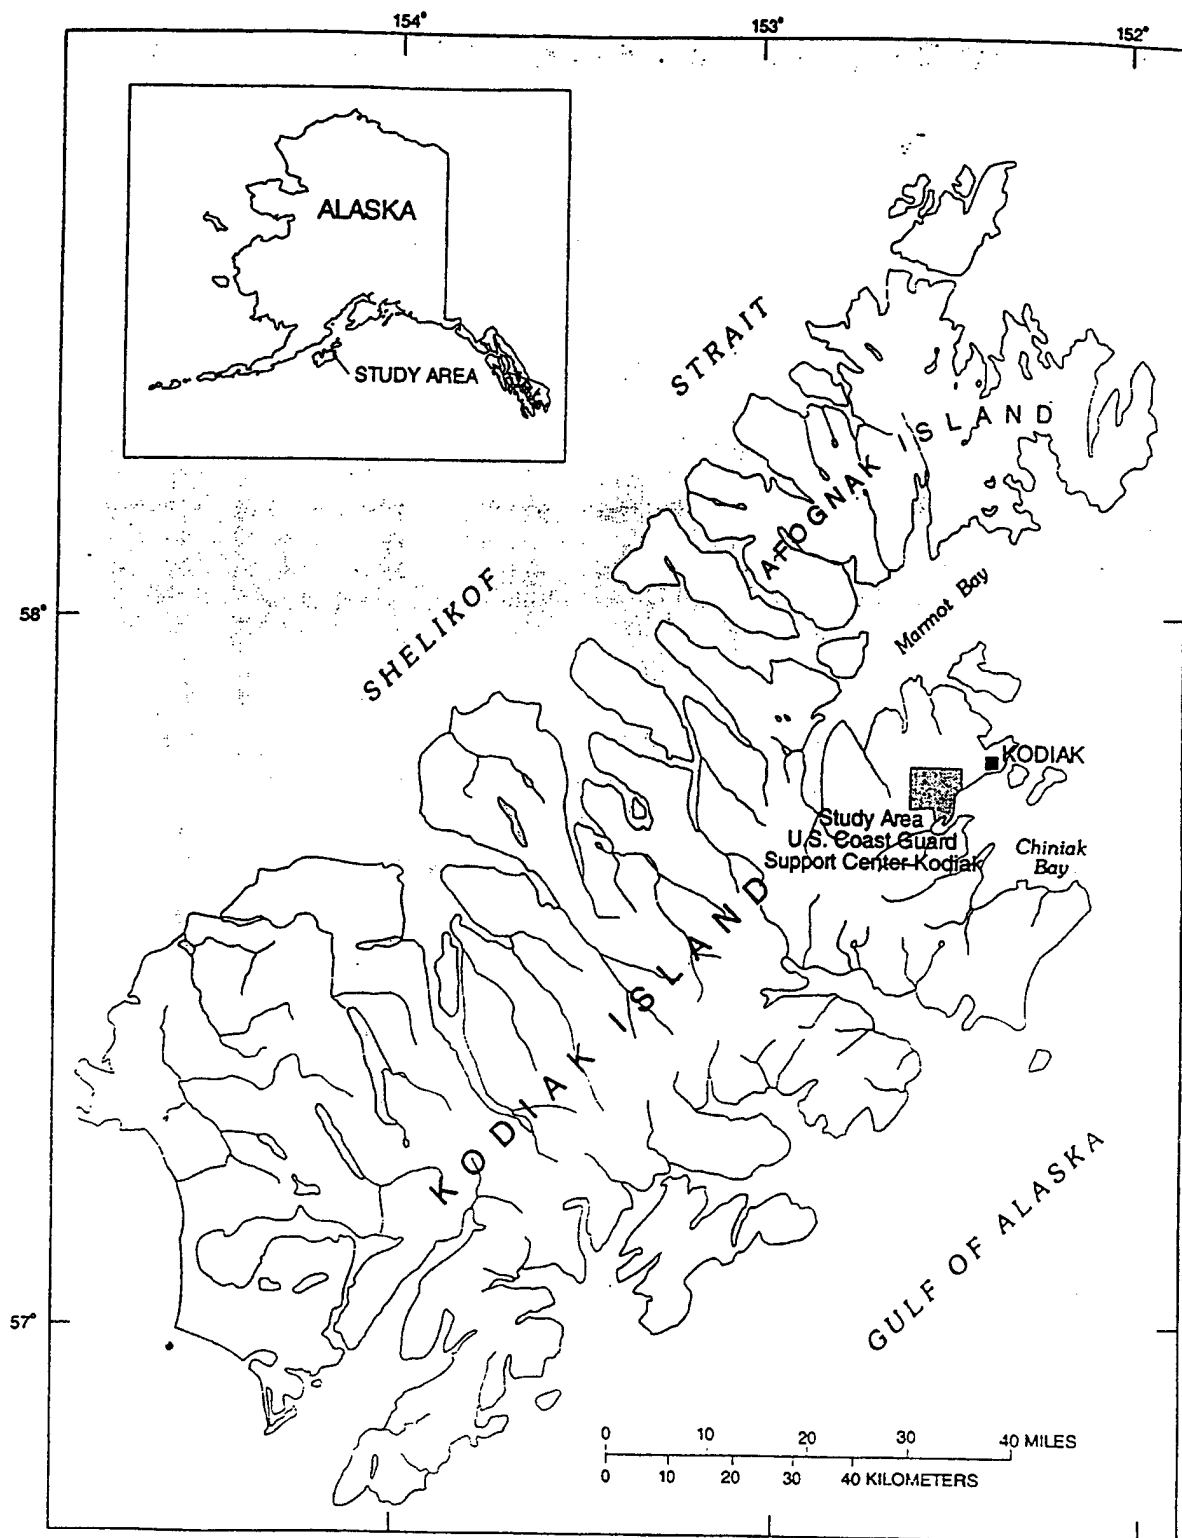 154° 153° 152°
ALASKA
STUDY AREA
STRAIT
AFOGNAK ISLAND
58°
SHELIKOF
Marmot Bay
KODIAK
Study Area
U.S. Coast Guard
Support Center Kodiak
Chiniak
Bay
KODIAK ISLAND
GULF OF ALASKA
57°
0 10 20 30 40 MILES
0 10 20 30 40 KILOMETERS